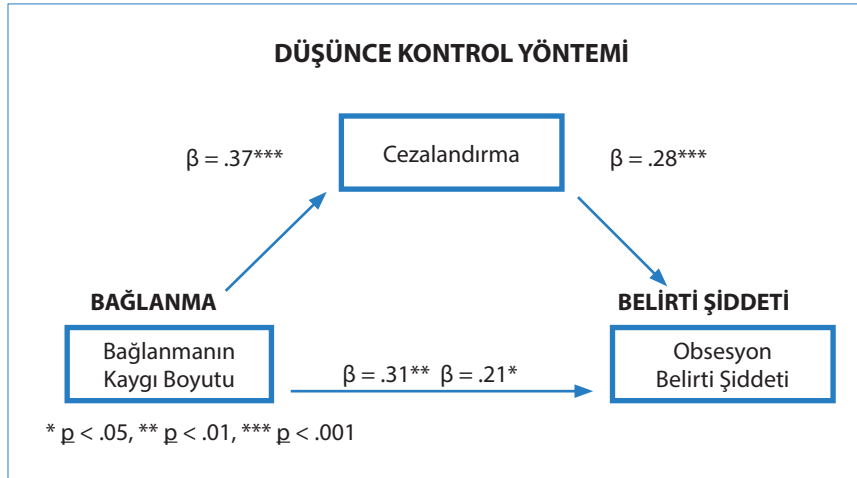 DÜŞÜNCE KONTROL YÖNTEMİ
β = .37***
Cezalandırma
β = .28***
BAĞLANMA
BELİRTİ ŞİDDETİ
Bağlanmanın
Kaygı Boyutu
β = .31** β = .21*
Obsesyon
Belirti Şiddeti
* p < .05, ** p < .01, *** p < .001